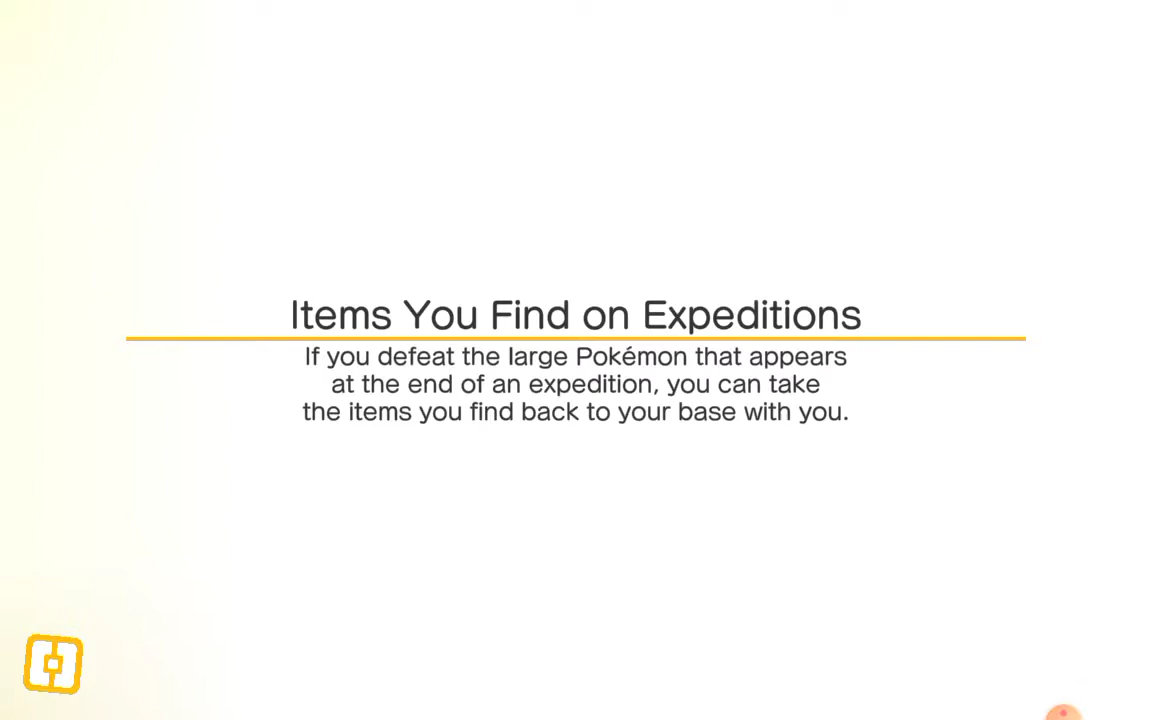 Items You Find on Expeditions
If you defeat the large Pokémon that appears
at the end of an expedition, you can take
the items you find back to your base with you.